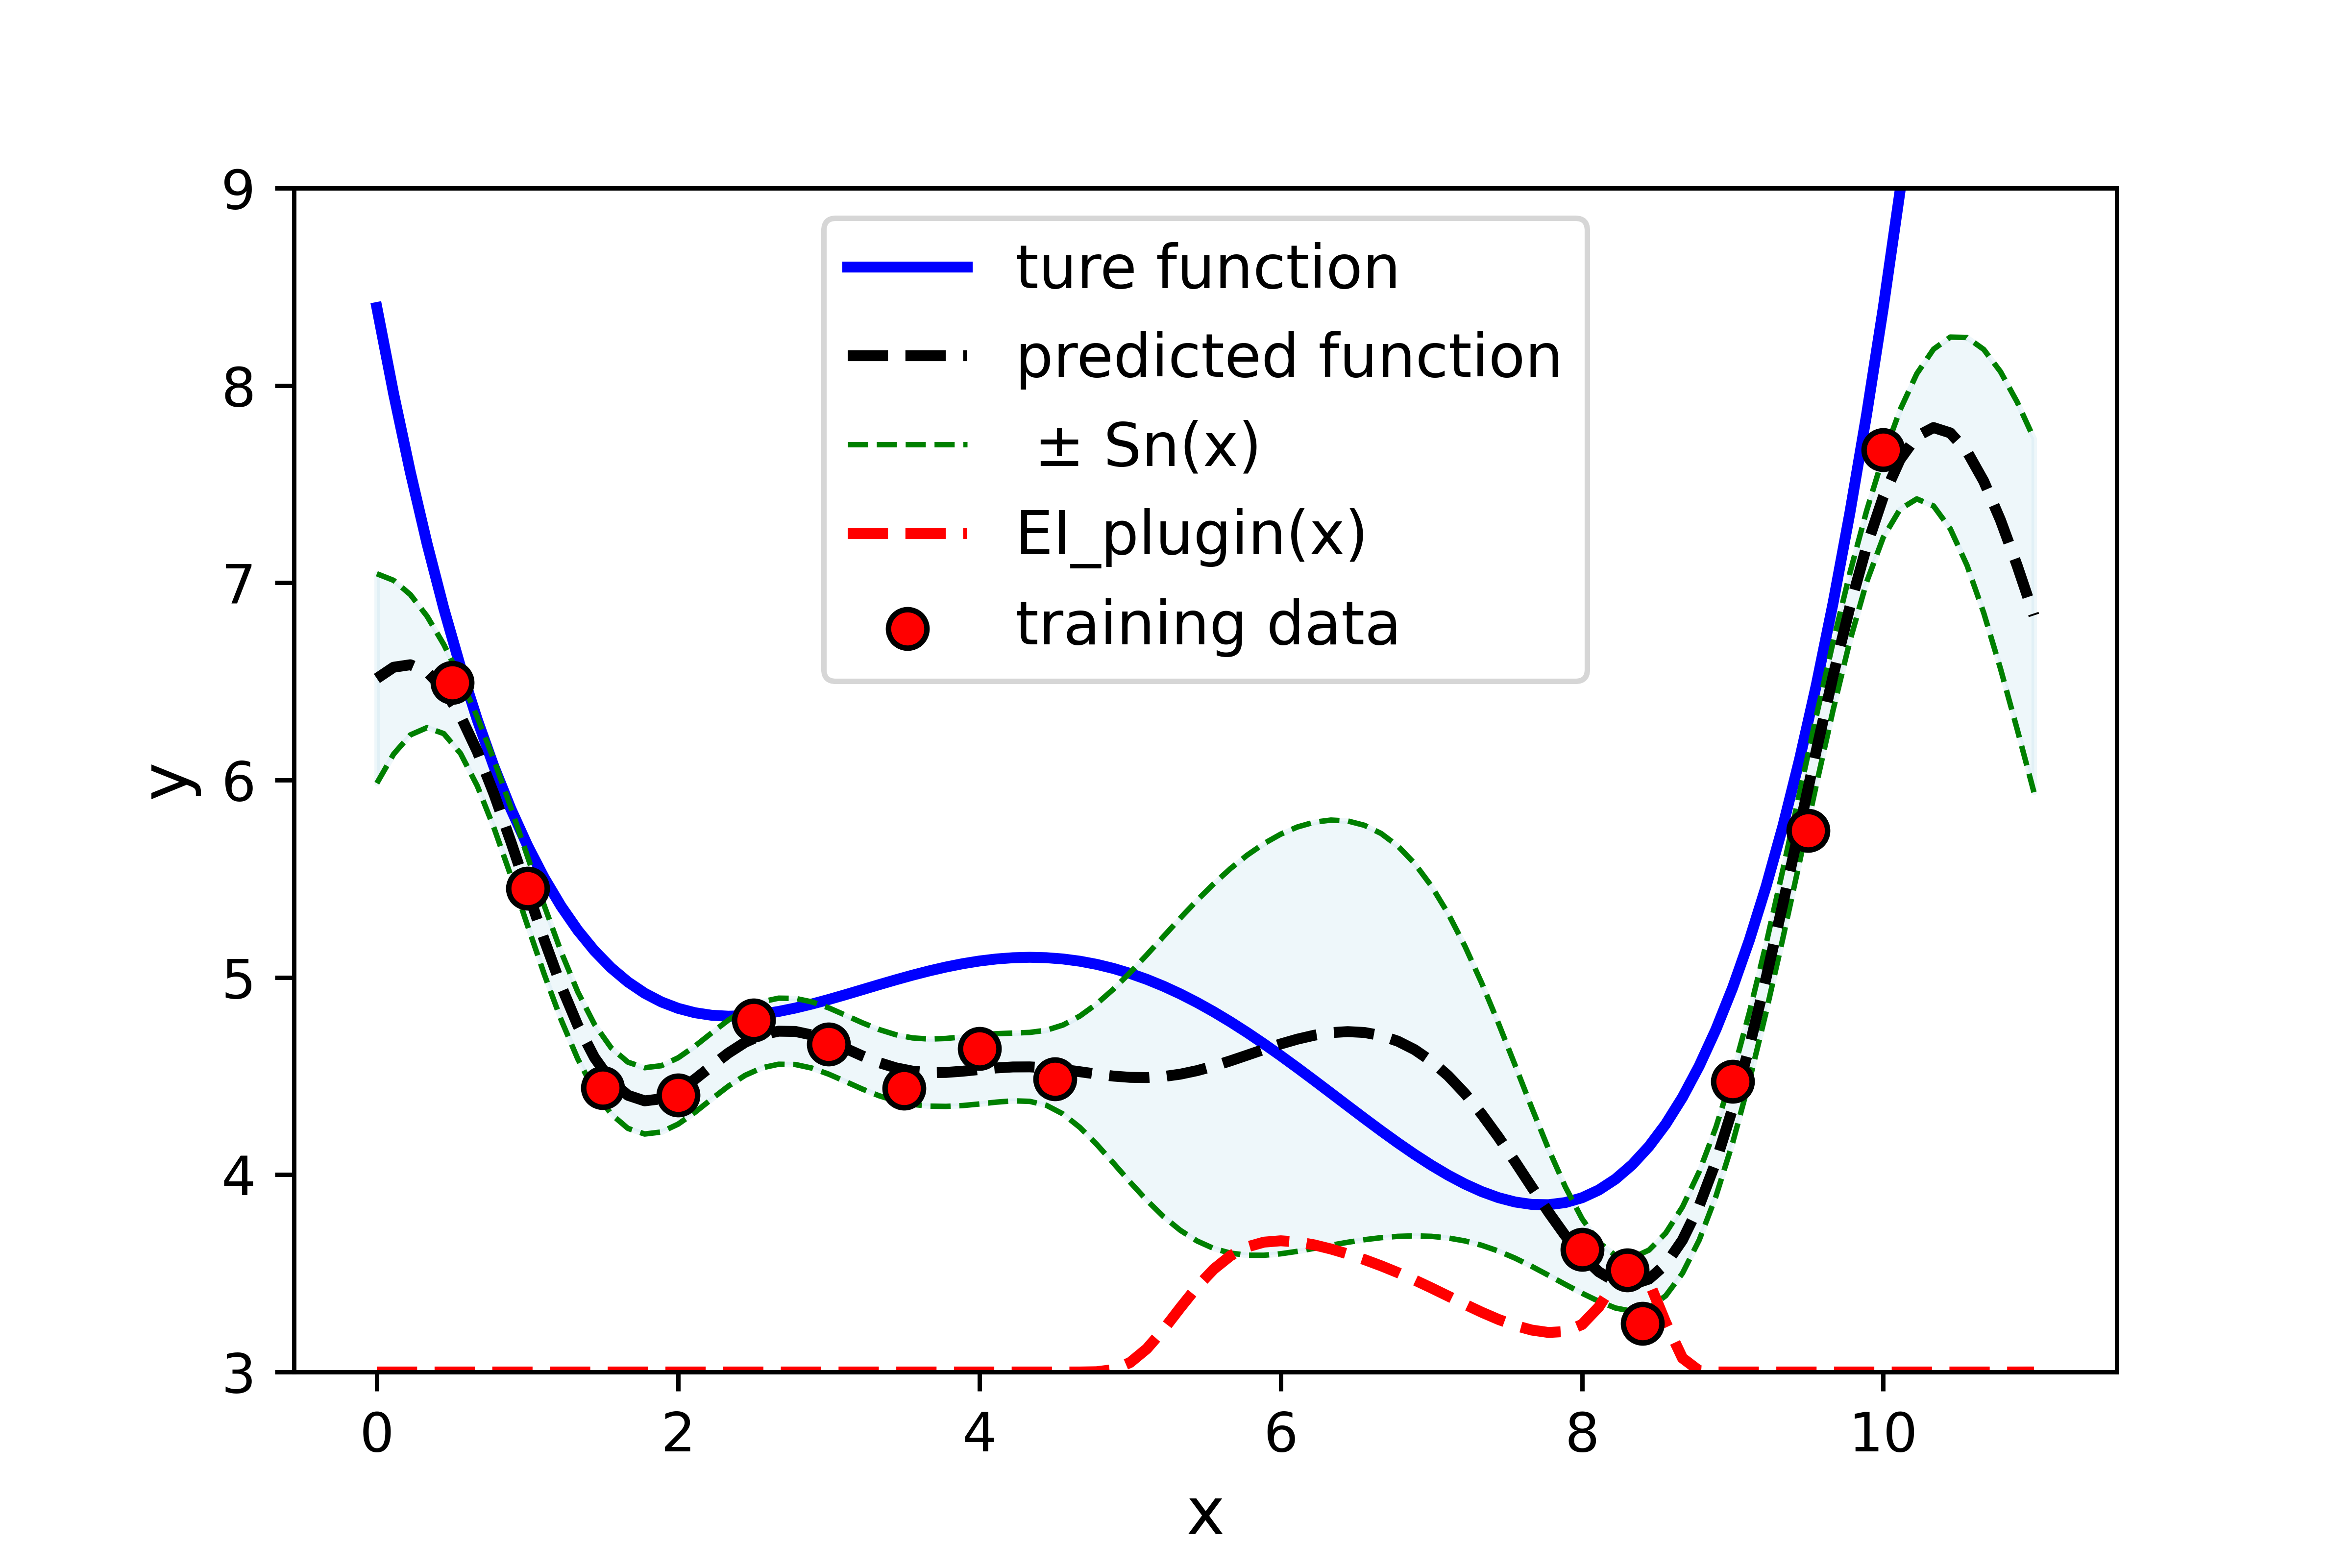 9
8
7
6
5
4
3
y
ture function
predicted function
± Sn(x)
EI_plugin(x)
training data
0 2 4 6 8 10
x